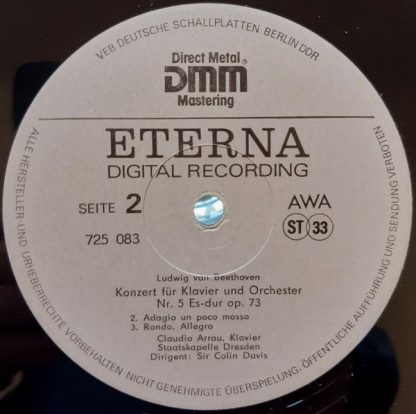 VEB DEUTSCHE SCHALLPLATTEN BERLIN DDR
Direct Metal
DMM®
Mastering
ETERNA
DIGITAL RECORDING
SEITE 2
AWA
725 083
ST 33
Ludwig van Beethoven
Konzert für Klavier und Orchester
Nr. 5 Es-dur op. 73
2. Adagio un poco mosso
3. Rondo. Allegro
Claudio Arrau, Klavier
Staatskapelle Dresden
Dirigent: Sir Colin Davis
ALLE HERSTELLER-UND URHEBERRECHTE VORBEHALTEN NICHT GENEHMIGTE ÜBERSPIELUNG, ÖFFENTLICHE AUFFÜHRUNG UND SENDUNG VERBOTEN